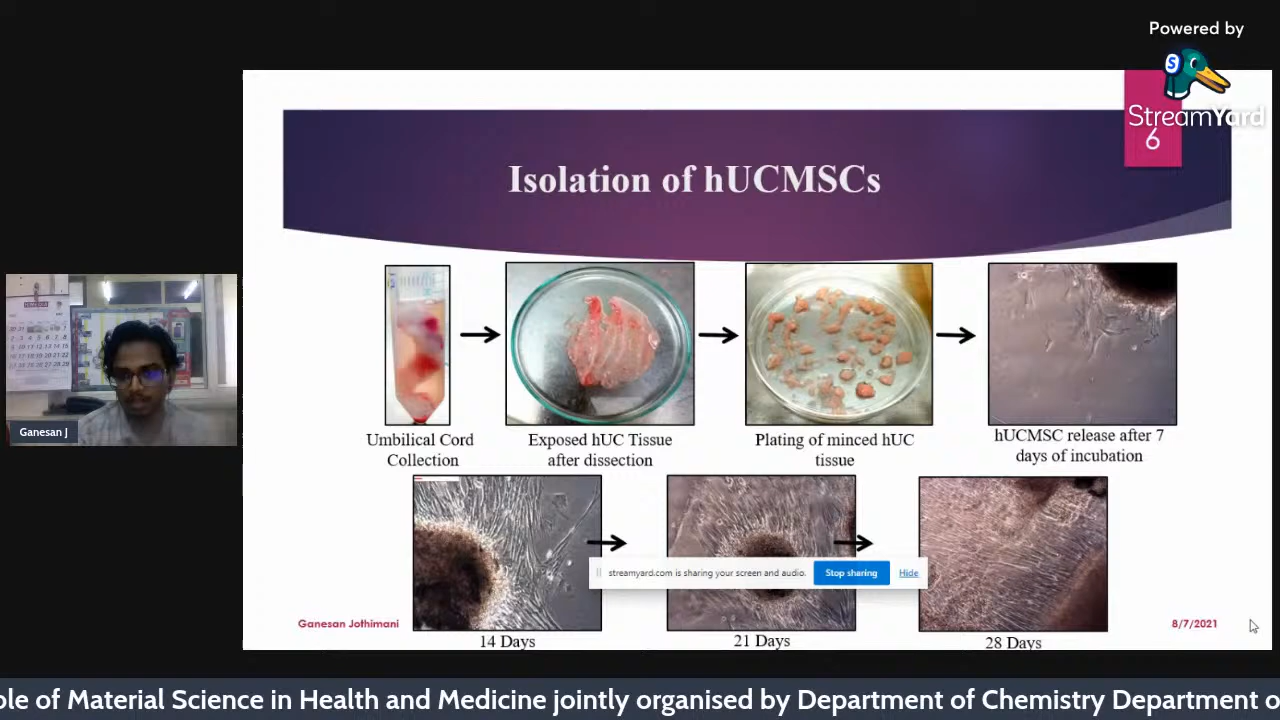 Powered by
StreamYard
6
Isolation of hUCMSCs
Umbilical Cord
Collection
Exposed hUC Tissue
after dissection
Plating of minced hUC
tissue
hUCMSC release after 7
days of incubation
Ganesan J
streamyard.com is sharing your screen and audio.
Stop sharing
Hide
Ganesan Jothimani
8/7/2021
14 Days
21 Days
28 Days
ole of Material Science in Health and Medicine jointly organised by Department of Chemistry Department o